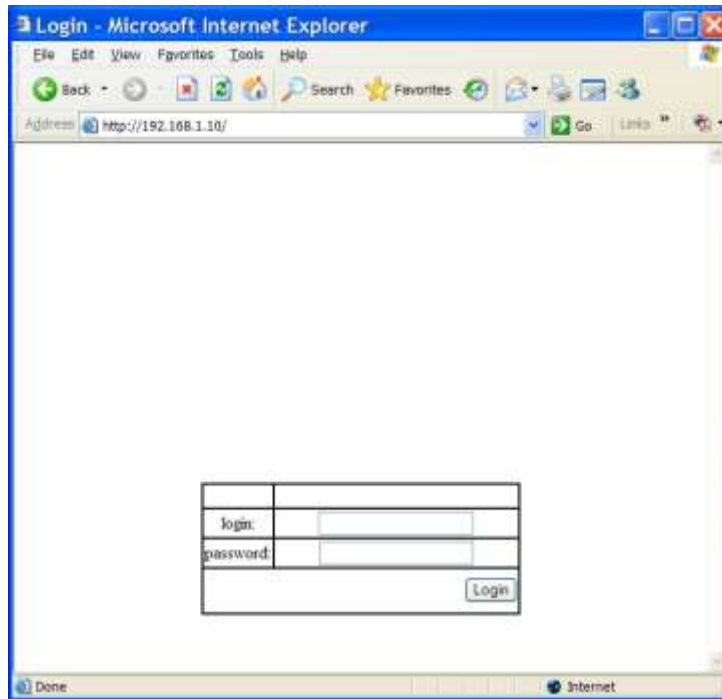 Login - Microsoft Internet Explorer
File Edit View Favorites Tools Help
Back Search Favorites
Address http://192.168.1.10/ Go Links »
login:
password:
Login
Done Internet